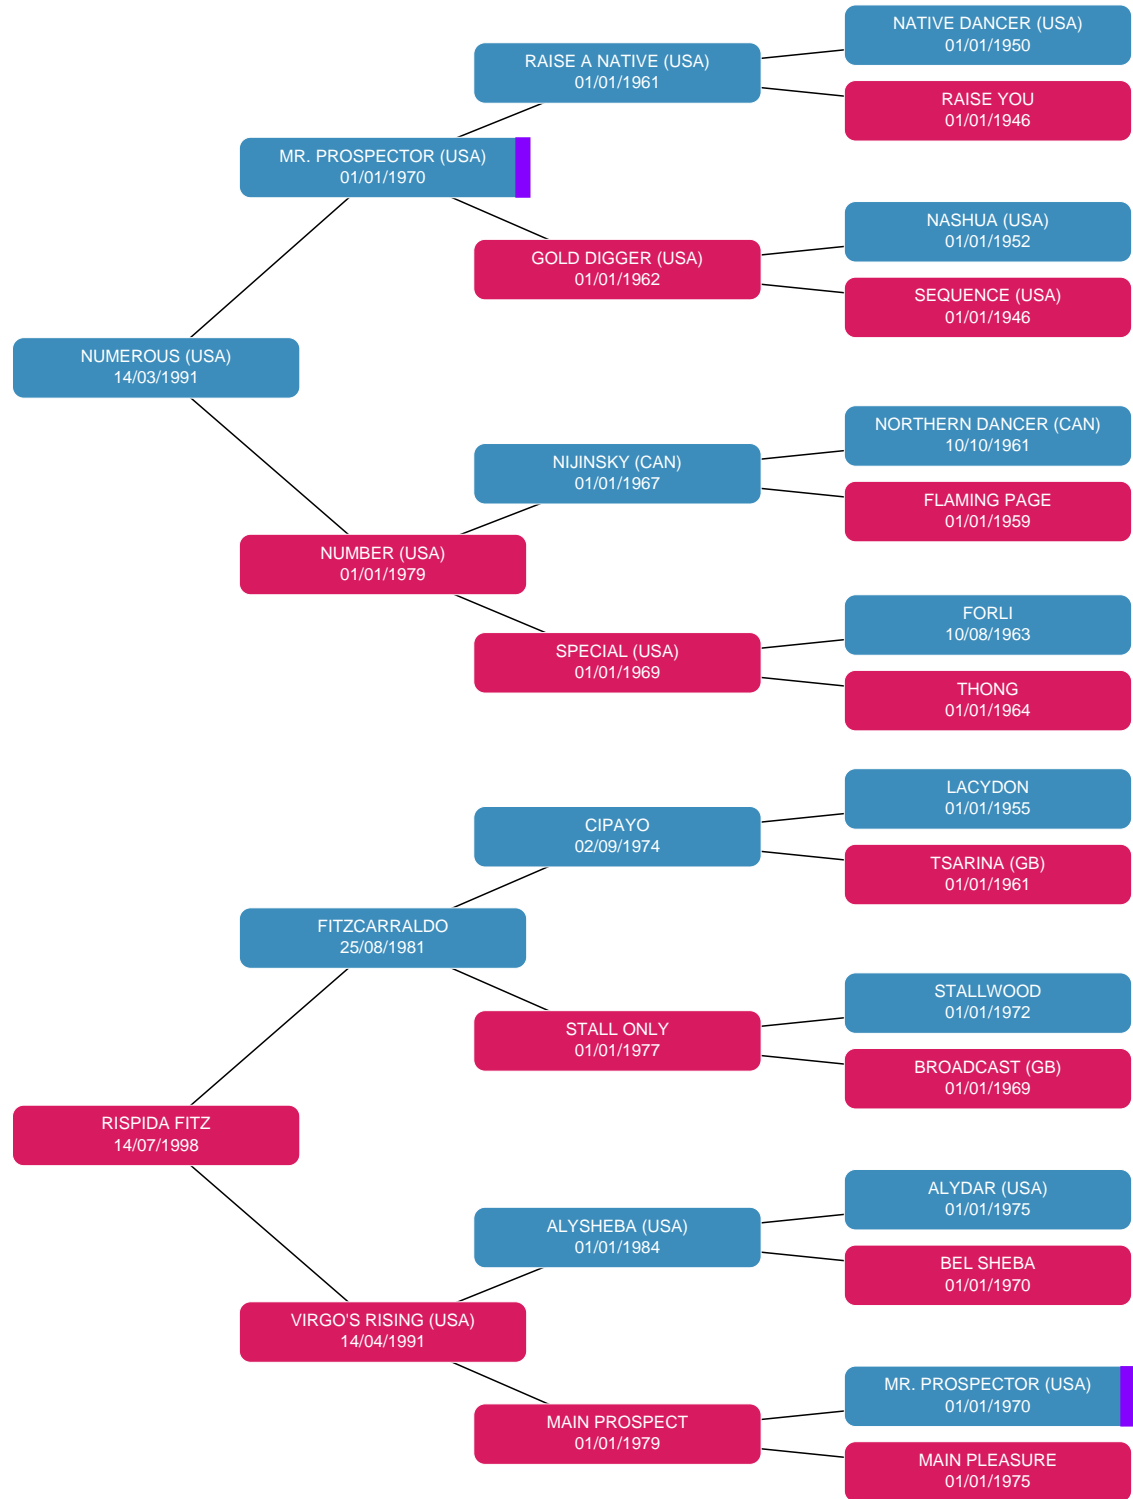 NATIVE DANCER (USA)
01/01/1950
RAISE A NATIVE (USA)
01/01/1961
RAISE YOU
01/01/1946
MR. PROSPECTOR (USA)
01/01/1970
NASHUA (USA)
01/01/1952
GOLD DIGGER (USA)
01/01/1962
SEQUENCE (USA)
01/01/1946
NUMEROUS (USA)
14/03/1991
NORTHERN DANCER (CAN)
10/10/1961
NIJINSKY (CAN)
01/01/1967
FLAMING PAGE
01/01/1959
NUMBER (USA)
01/01/1979
FORLI
10/08/1963
SPECIAL (USA)
01/01/1969
THONG
01/01/1964
LACYDON
01/01/1955
CIPAYO
02/09/1974
TSARINA (GB)
01/01/1961
FITZCARRALDO
25/08/1981
STALLWOOD
01/01/1972
STALL ONLY
01/01/1977
BROADCAST (GB)
01/01/1969
RISPIDA FITZ
14/07/1998
ALYDAR (USA)
01/01/1975
ALYSHEBA (USA)
01/01/1984
BEL SHEBA
01/01/1970
VIRGO'S RISING (USA)
14/04/1991
MR. PROSPECTOR (USA)
01/01/1970
MAIN PROSPECT
01/01/1979
MAIN PLEASURE
01/01/1975